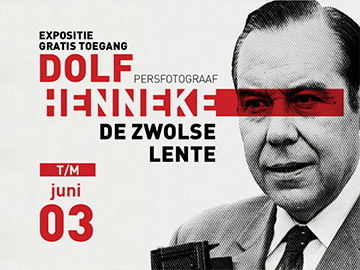 EXPOSITIE
GRATIS TOEGANG
DOLF
PERSFOTOGRAAF
HENNEKE
DE ZWOLSE
LENTE
T/M
juni
03